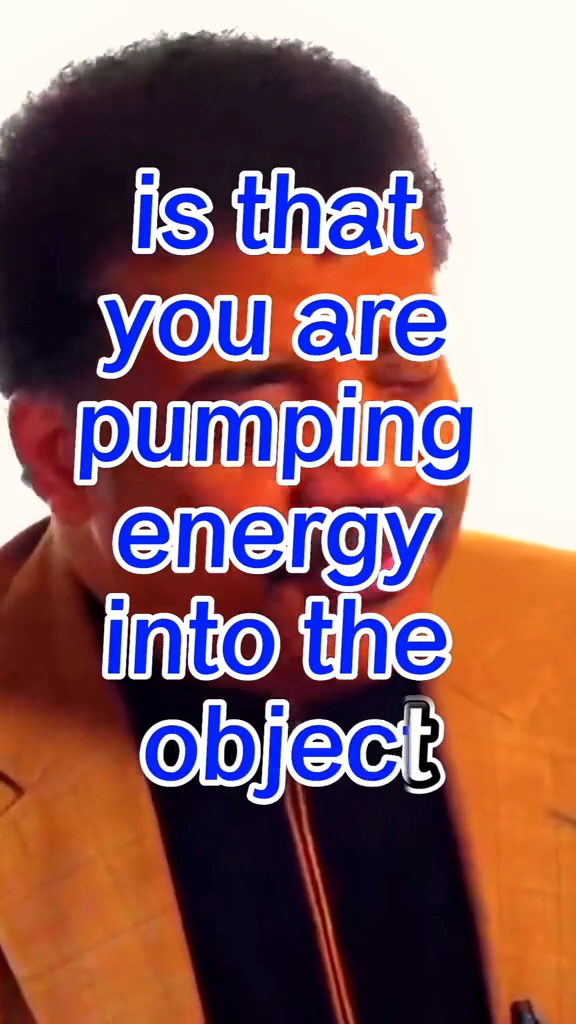 is that
you are
pumping
energy
into the
object